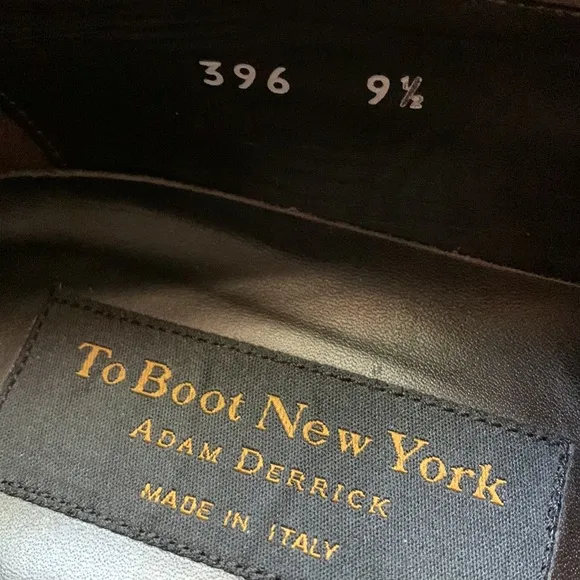 396 9½
To Boot New York
ADAM DERRICK
MADE IN ITALY